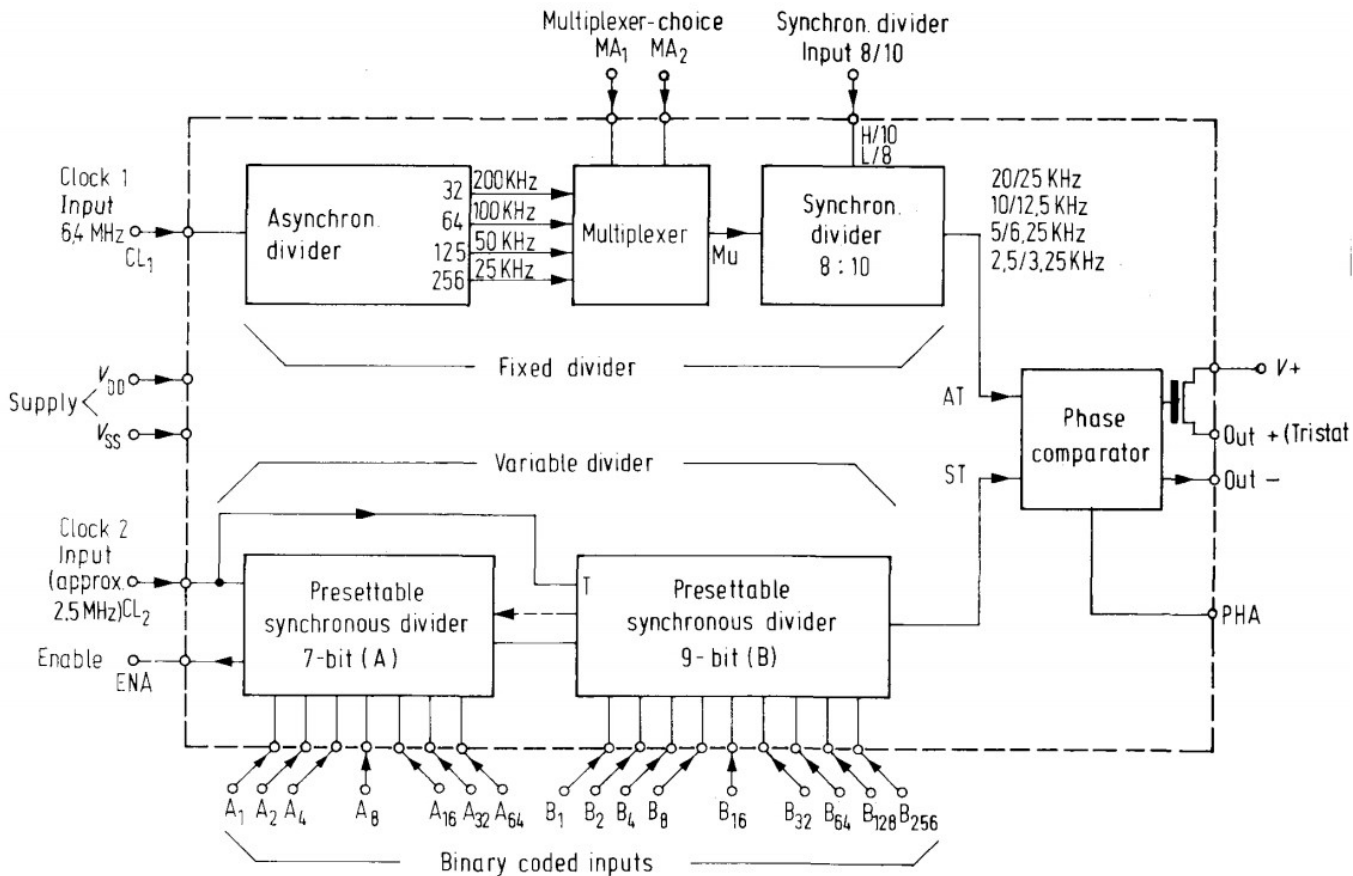 Multiplexer-choice
MA1 MA2
Synchron. divider
Input 8/10
H/10
L/8
Clock 1
Input
6,4 MHz
CL1
Asynchron.
divider
32
64
125
256
200KHz
100KHz
50KHz
25KHz
Multiplexer
Mu
Synchron.
divider
8 : 10
20/25 KHz
10/12,5 KHz
5/6,25 KHz
2,5/3,25 KHz
Fixed divider
Supply
VDD
VSS
AT
ST
Phase
comparator
V+
Out + (Tristat
Out –
PHA
Variable divider
Clock 2
Input
(approx.
2.5 MHz) CL2
Enable
ENA
Presettable
synchronous divider
7-bit (A)
T
Presettable
synchronous divider
9-bit (B)
A1 A2 A4 A8 A16 A32 A64
B1 B2 B4 B8 B16 B32 B64 B128 B256
Binary coded inputs